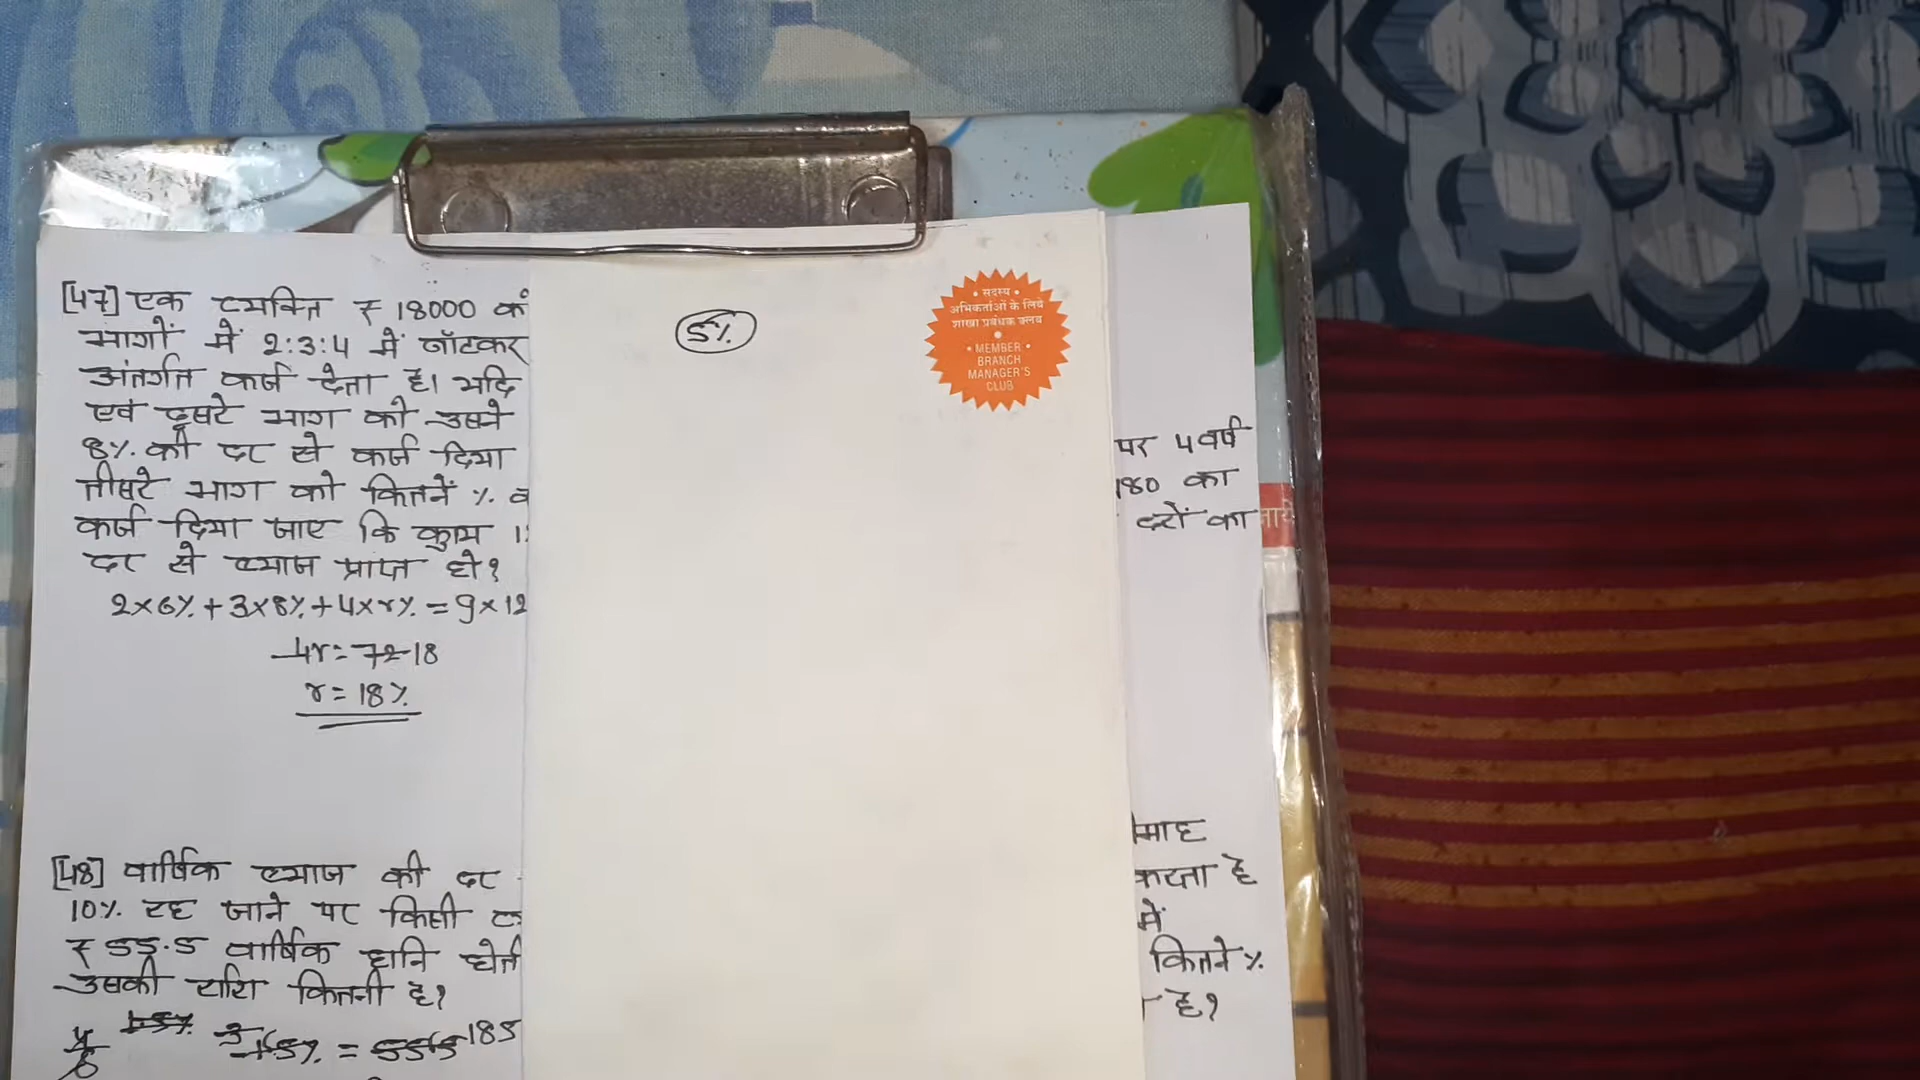 [47] एक व्यक्ति ₹ 18000 कं
भागों में 2:3:4 में बाँटकर
अंतर्गत कर्ज देता है। यदि
एवं दूसरे भाग को उसने
8% की दर से कर्ज दिया
तीसरे भाग को कितनें %
कर्ज दिया जाए कि कुल
दर से ब्याज प्राप्त हो?
2×6% + 3×8% + 4×r% = 9×12
4r = 72-18
r = 18%
[48] वार्षिक ब्याज की दर
10% रह जाने पर किसी
₹ 55.5 वार्षिक हानि होती
उसकी राशि कितनी है?
5%
• सदस्य •
अभिकर्ताओं के लिये
शाखा प्रबंधक क्लब
• MEMBER •
BRANCH
MANAGER'S
CLUB
पर 4 वर्ष
180 का
दरों का
करता है
में
कितने %
है?